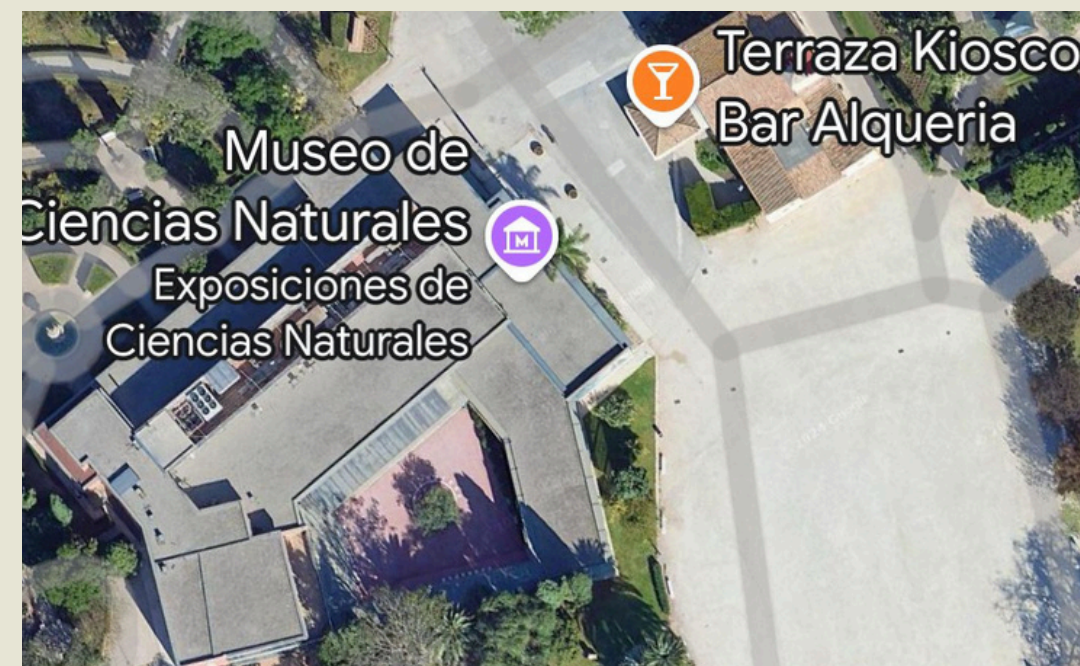 Terraza Kiosco
Bar Alqueria
Museo de
Ciencias Naturales
Exposiciones de
Ciencias Naturales
M